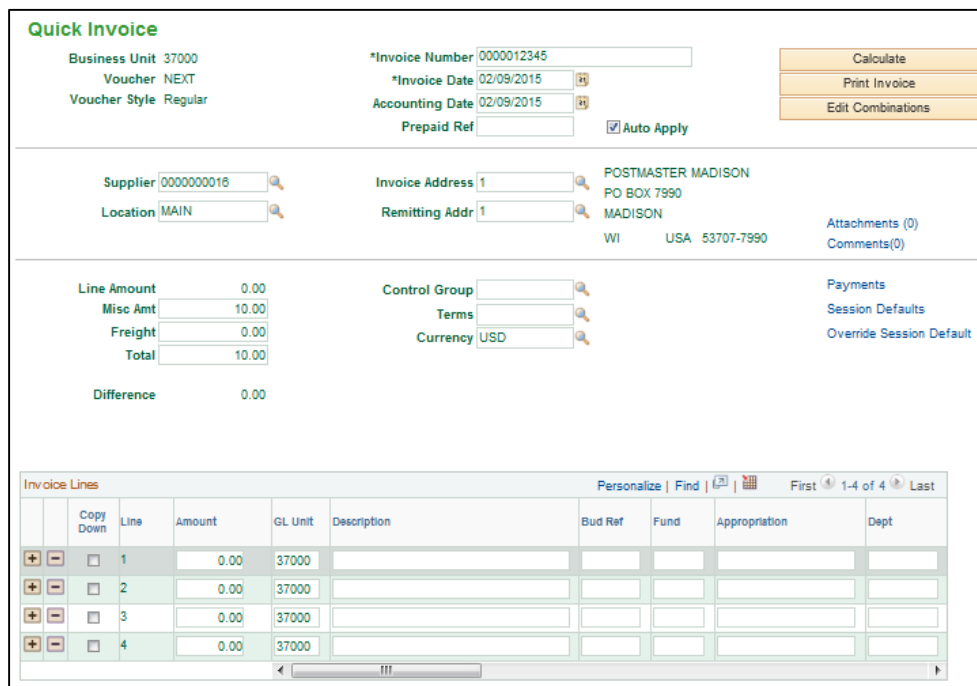 Quick Invoice
Business Unit 37000
Voucher NEXT
Voucher Style Regular
*Invoice Number 0000012345
*Invoice Date 02/09/2015
Accounting Date 02/09/2015
Prepaid Ref
Auto Apply
Calculate
Print Invoice
Edit Combinations
Supplier 0000000016
Location MAIN
Invoice Address 1
Remitting Addr 1
POSTMASTER MADISON
PO BOX 7990
MADISON
WI USA 53707-7990
Attachments (0)
Comments(0)
Line Amount 0.00
Misc Amt 10.00
Freight 0.00
Total 10.00
Difference 0.00
Control Group
Terms
Currency USD
Payments
Session Defaults
Override Session Default
Invoice Lines Personalize | Find | | First 1-4 of 4 Last
Copy Down Line Amount GL Unit Description Bud Ref Fund Appropriation Dept
+ - 1 0.00 37000
+ - 2 0.00 37000
+ - 3 0.00 37000
+ - 4 0.00 37000